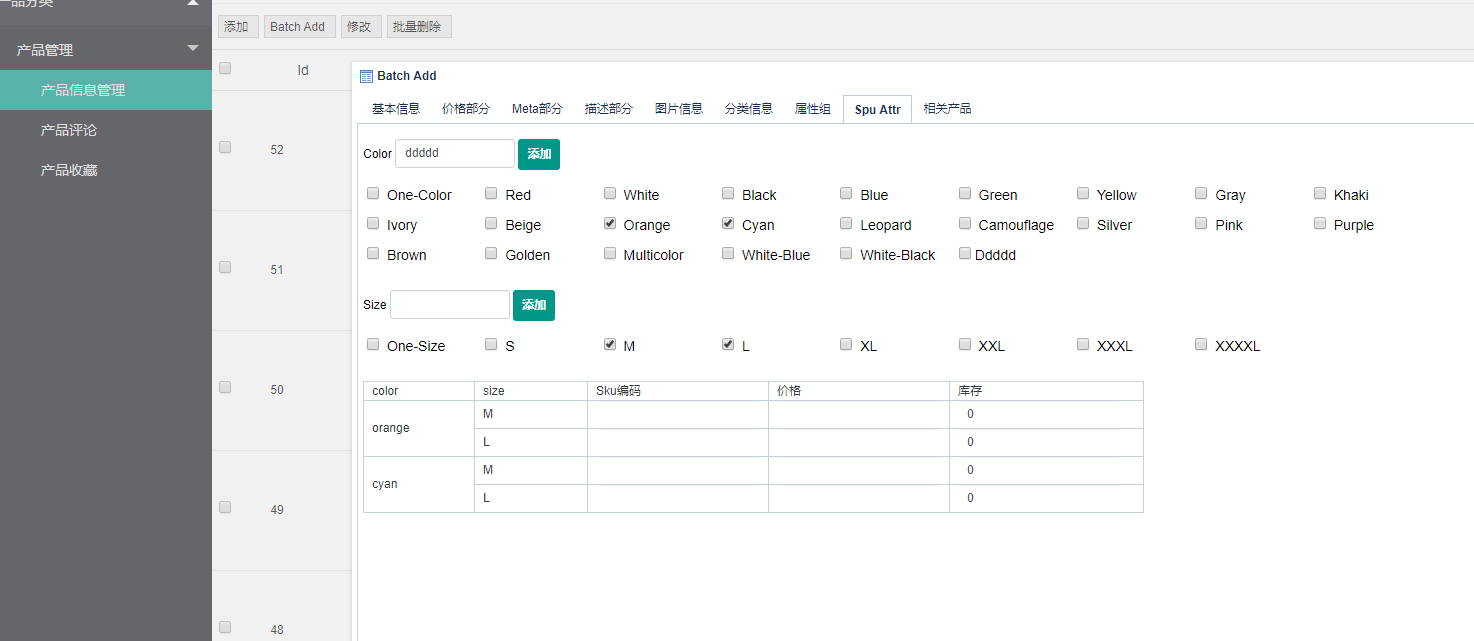 产品分类
产品管理
产品信息管理
产品评论
产品收藏
添加 Batch Add 修改 批量删除
Id
52
51
50
49
48
Batch Add
基本信息 价格部分 Meta部分 描述部分 图片信息 分类信息 属性组 Spu Attr 相关产品
Color ddddd 添加
One-Color Red White Black Blue Green Yellow Gray Khaki
Ivory Beige Orange Cyan Leopard Camouflage Silver Pink Purple
Brown Golden Multicolor White-Blue White-Black Ddddd
Size 添加
One-Size S M L XL XXL XXXL XXXXL
color size Sku编码 价格 库存
orange M 0
L 0
cyan M 0
L 0